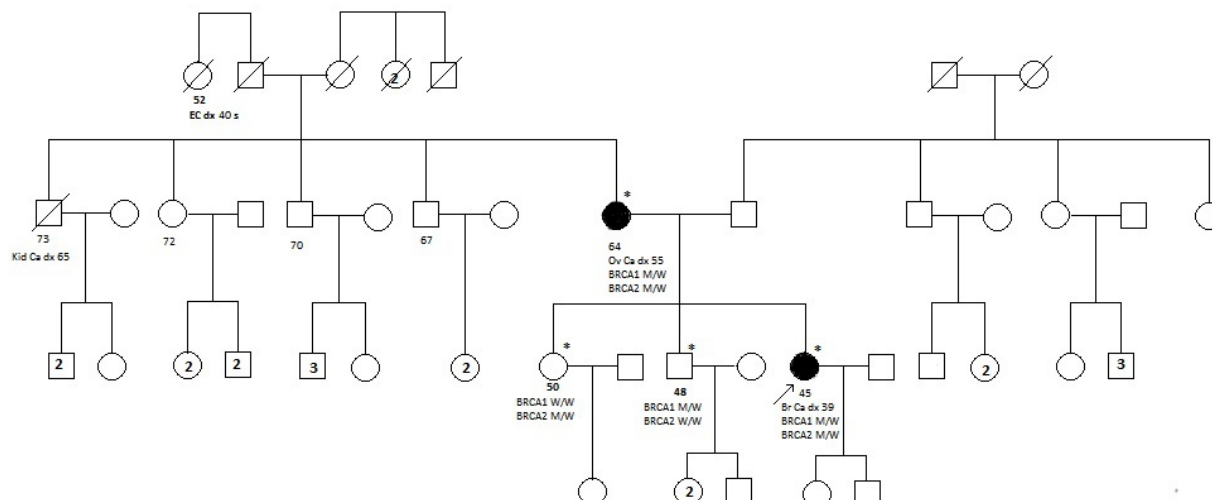 2
52
EC dx 40 s
*
73
Kid Ca dx 65
72
70
67
64
Ov Ca dx 55
BRCA1 M/W
BRCA2 M/W
2
2
2
3
2
*
50
BRCA1 W/W
BRCA2 M/W
*
48
BRCA1 M/W
BRCA2 W/W
*
45
Br Ca dx 39
BRCA1 M/W
BRCA2 M/W
2
3
2